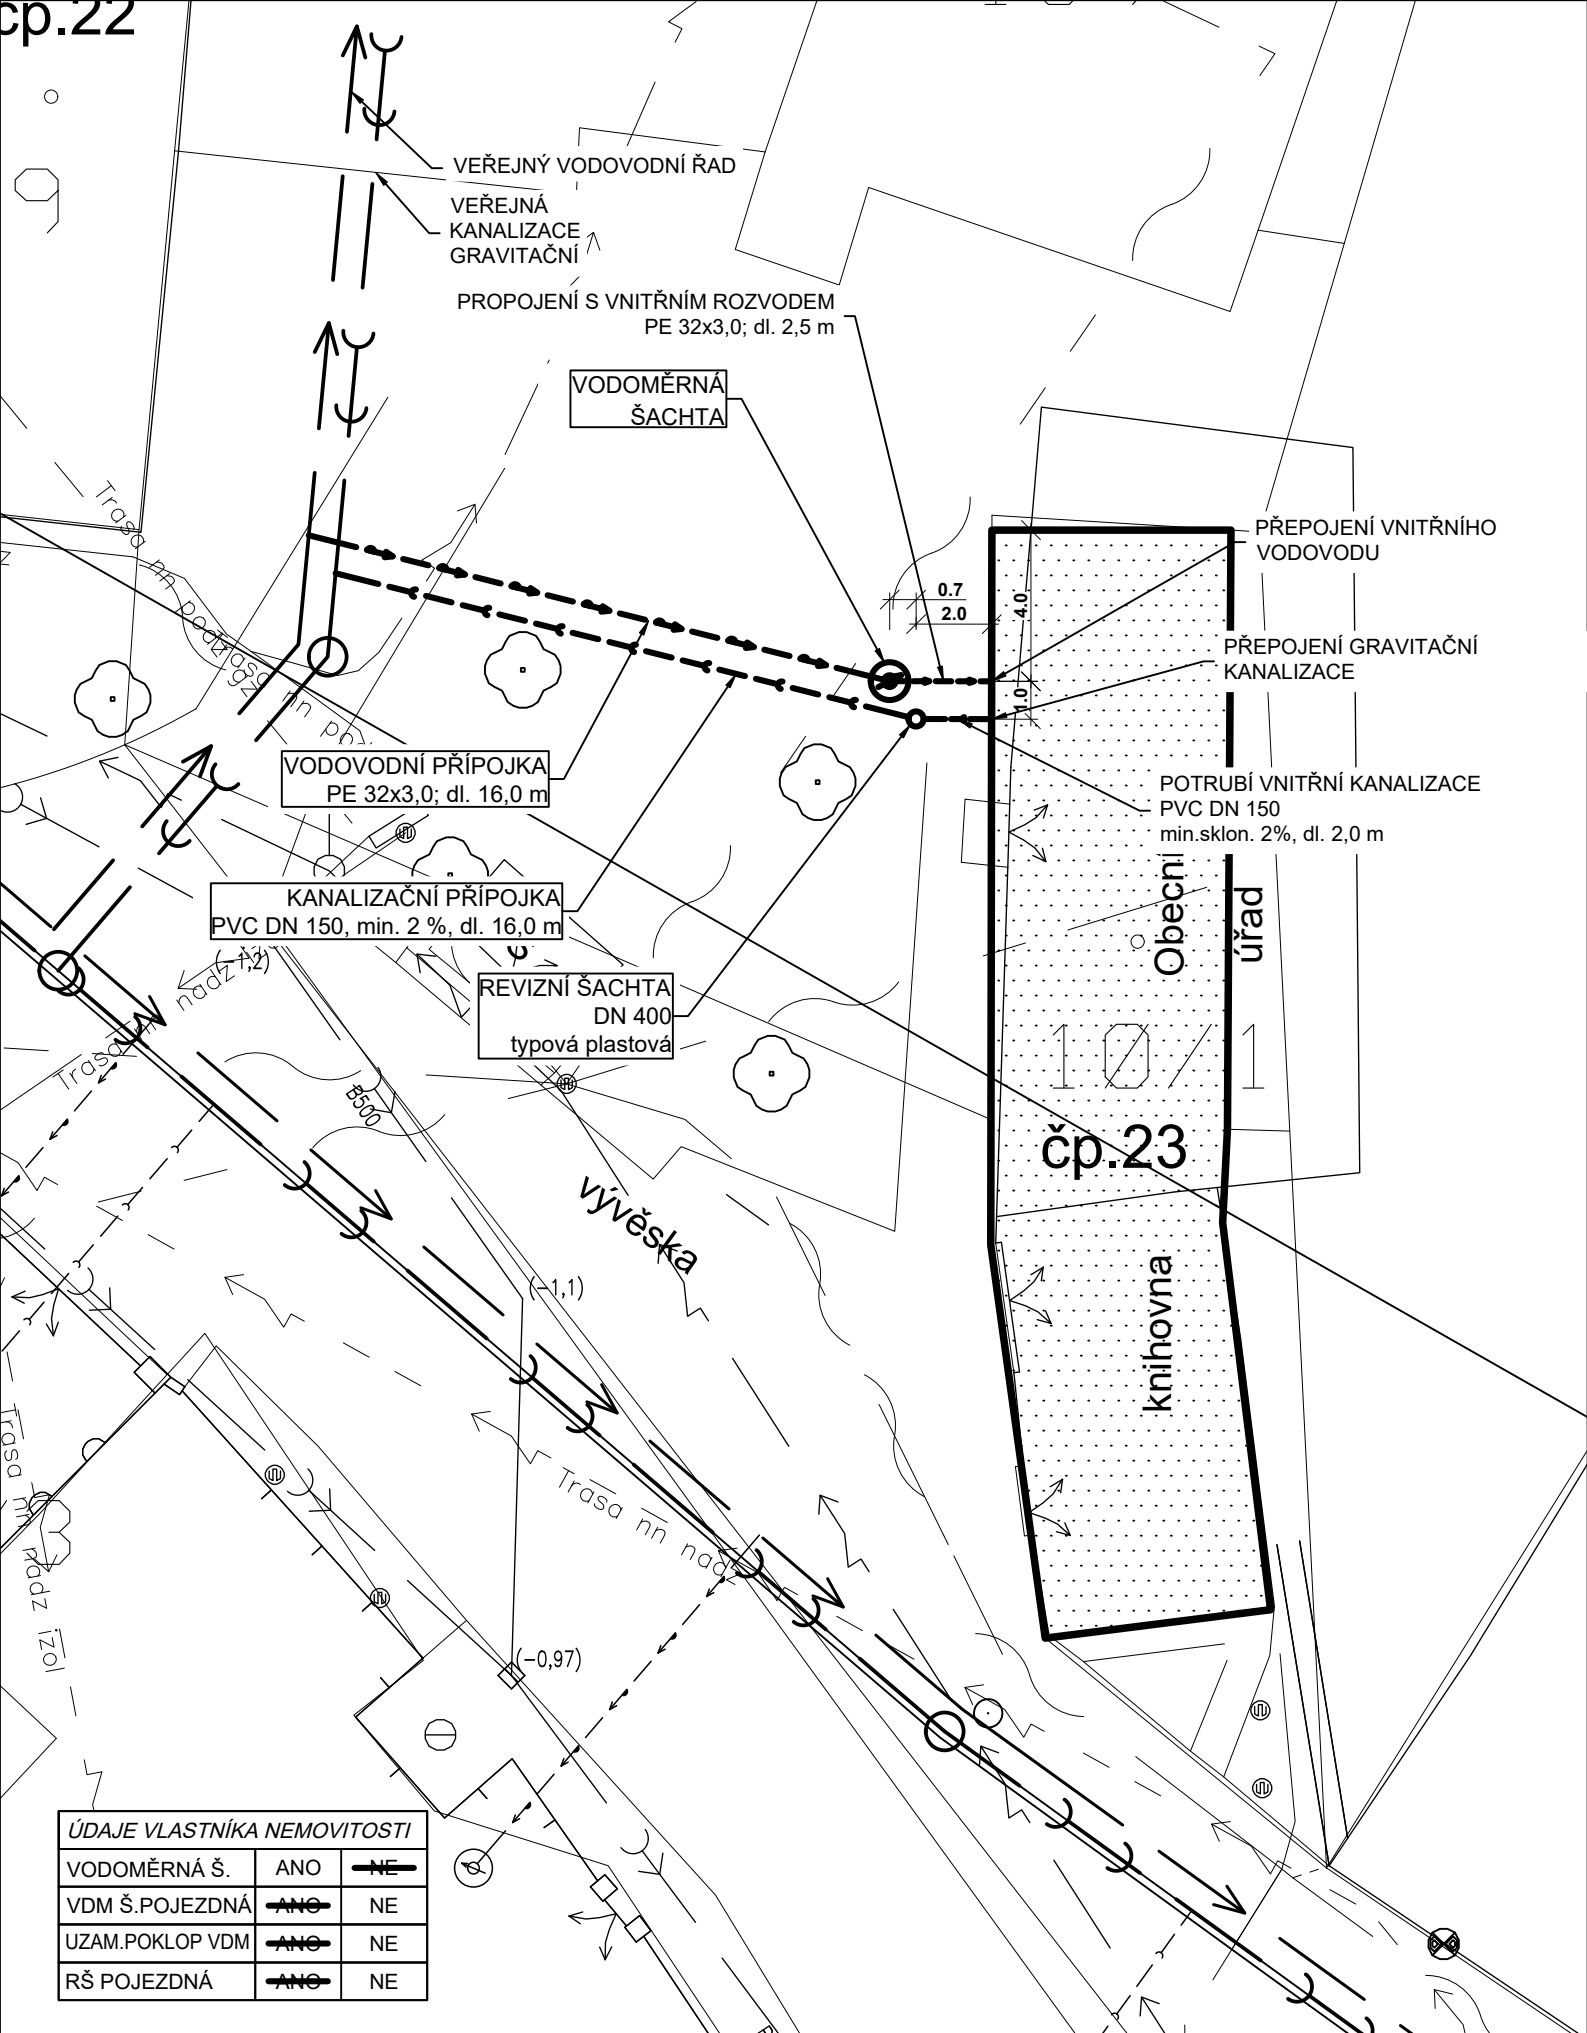 čp.22
VEŘEJNÝ VODOVODNÍ ŘAD
VEŘEJNÁ
KANALIZACE
GRAVITAČNÍ
PROPOJENÍ S VNITŘNÍM ROZVODEM
PE 32x3,0; dl. 2,5 m
VODOMĚRNÁ
ŠACHTA
PŘEPOJENÍ VNITŘNÍHO
VODOVODU
0.7
2.0
4.0
1.0
PŘEPOJENÍ GRAVITAČNÍ
KANALIZACE
VODOVODNÍ PŘÍPOJKA
PE 32x3,0; dl. 16,0 m
POTRUBÍ VNITŘNÍ KANALIZACE
PVC DN 150
min.sklon. 2%, dl. 2,0 m
KANALIZAČNÍ PŘÍPOJKA
PVC DN 150, min. 2 %, dl. 16,0 m
REVIZNÍ ŠACHTA
DN 400
typová plastová
Obecní
úřad
10/1
čp.23
knihovna
vývěska
(-1,2)
B500
(-1,1)
(-0,97)
Trasa nn nadz
Trasa nn nadz izol
ÚDAJE VLASTNÍKA NEMOVITOSTI
VODOMĚRNÁ Š. ANO NE
VDM Š.POJEZDNÁ ANO NE
UZAM.POKLOP VDM ANO NE
RŠ POJEZDNÁ ANO NE